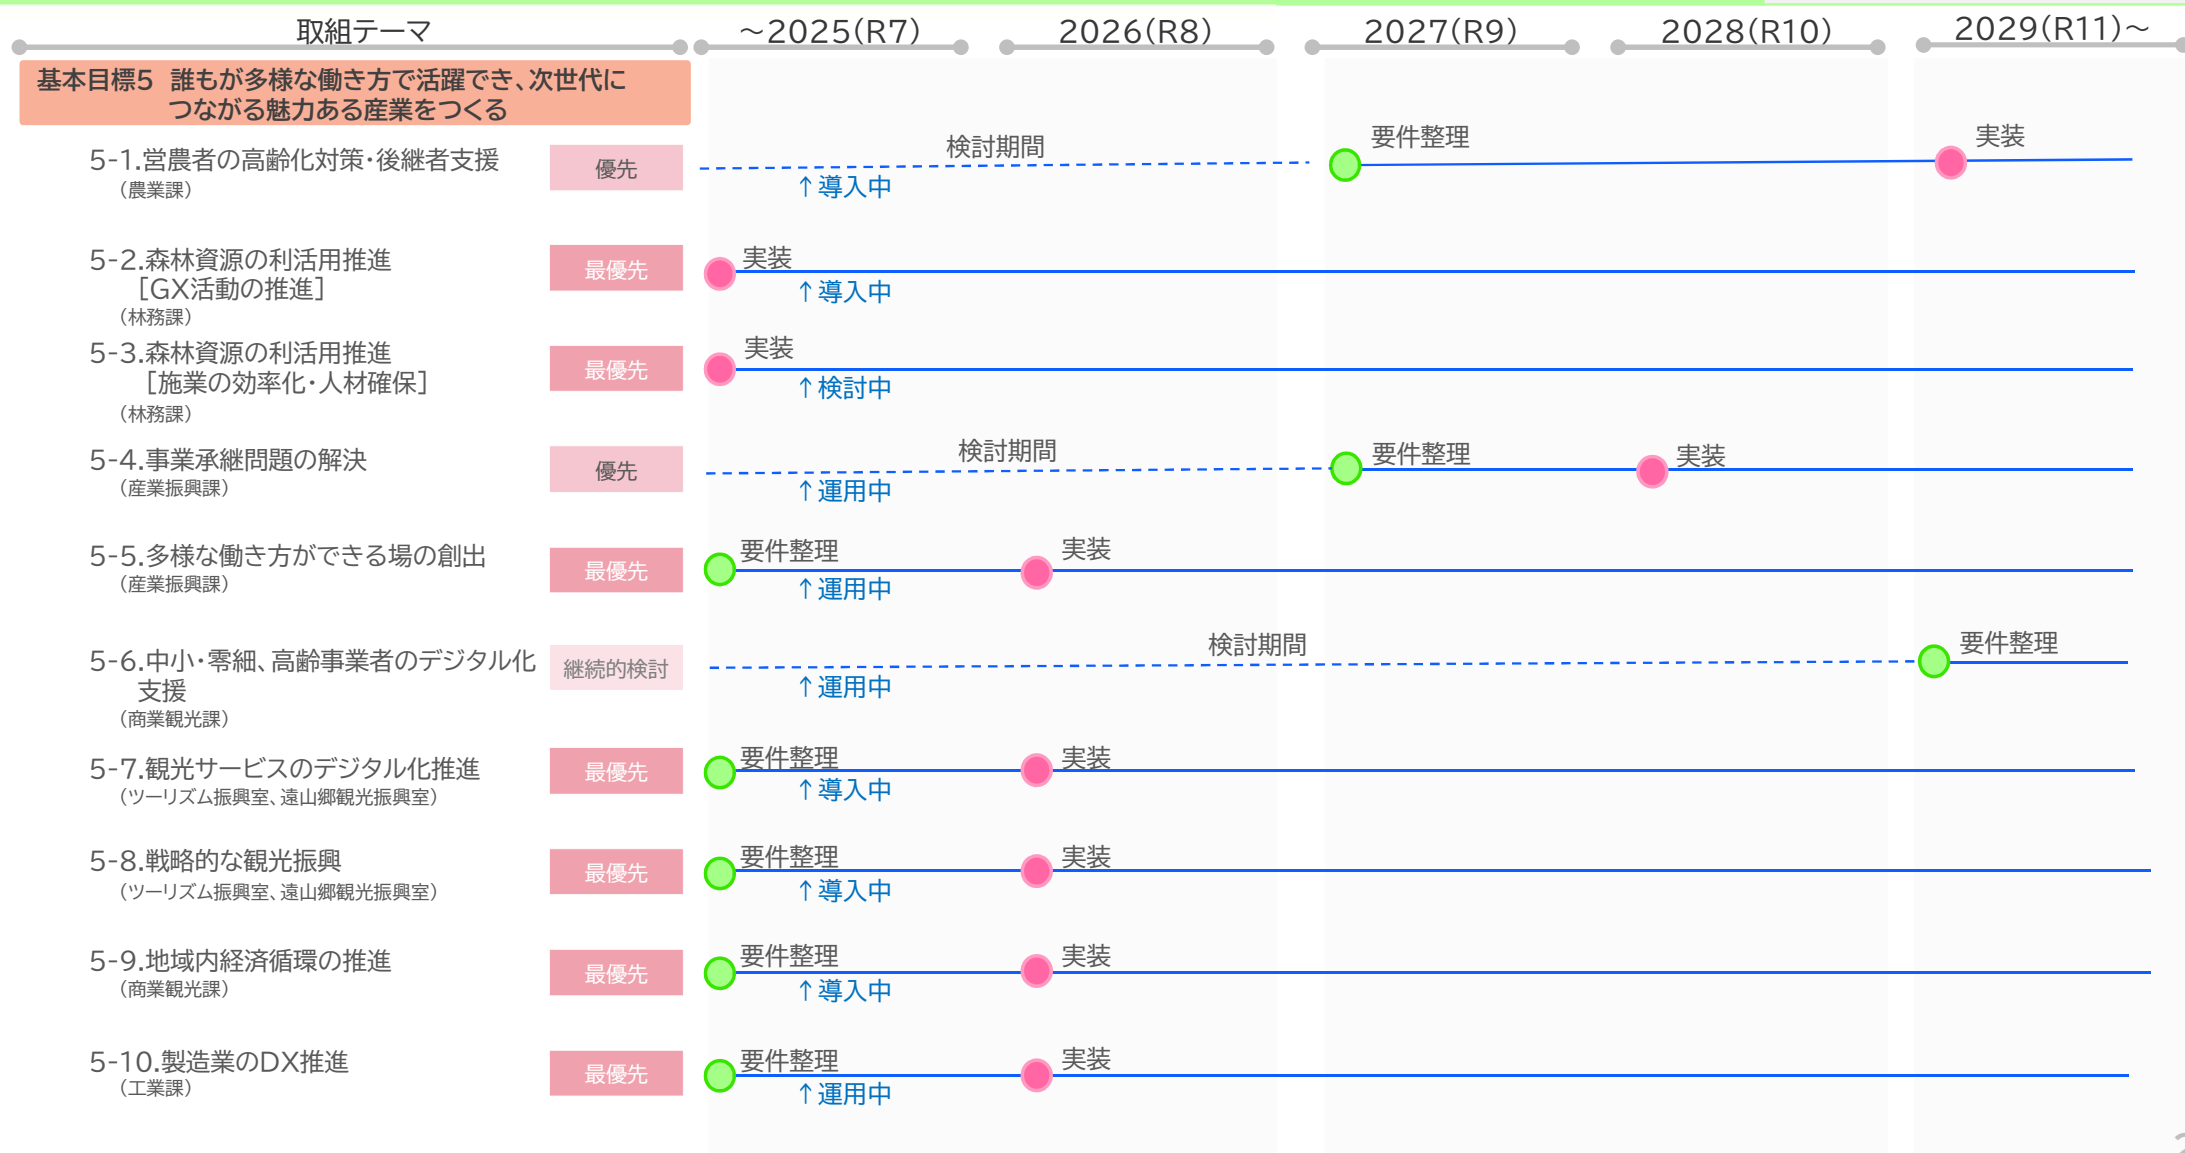 取組テーマ
～2025(R7)
2026(R8)
2027(R9)
2028(R10)
2029(R11)～
基本目標5 誰もが多様な働き方で活躍でき、次世代に
つながる魅力ある産業をつくる
5-1.営農者の高齢化対策・後継者支援
（農業課）
優先
検討期間
↑導入中
要件整理
実装
5-2.森林資源の利活用推進
［GX活動の推進］
（林務課）
最優先
実装
↑導入中
5-3.森林資源の利活用推進
［施業の効率化・人材確保］
（林務課）
最優先
実装
↑検討中
5-4.事業承継問題の解決
（産業振興課）
優先
検討期間
↑運用中
要件整理
実装
5-5.多様な働き方ができる場の創出
（産業振興課）
最優先
要件整理
↑運用中
実装
5-6.中小・零細、高齢事業者のデジタル化
支援
（商業観光課）
継続的検討
検討期間
↑運用中
要件整理
5-7.観光サービスのデジタル化推進
（ツーリズム振興室、遠山郷観光振興室）
最優先
要件整理
↑導入中
実装
5-8.戦略的な観光振興
（ツーリズム振興室、遠山郷観光振興室）
最優先
要件整理
↑導入中
実装
5-9.地域内経済循環の推進
（商業観光課）
最優先
要件整理
↑導入中
実装
5-10.製造業のDX推進
（工業課）
最優先
要件整理
↑運用中
実装